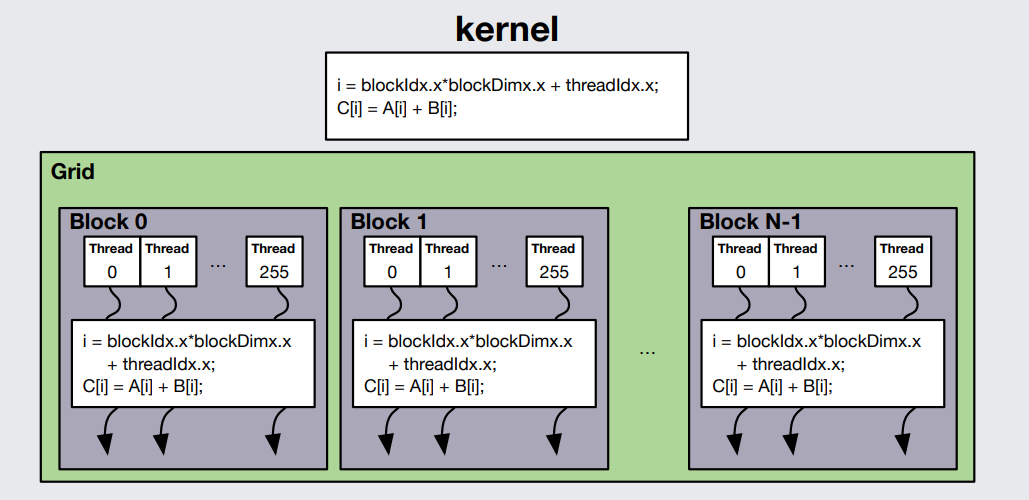 kernel
i = blockIdx.x*blockDimx.x + threadIdx.x;
C[i] = A[i] + B[i];
Grid
Block 0
Thread Thread Thread
0 1 ... 255
i = blockIdx.x*blockDimx.x
+ threadIdx.x;
C[i] = A[i] + B[i];
Block 1
Thread Thread Thread
0 1 ... 255
i = blockIdx.x*blockDimx.x
+ threadIdx.x;
C[i] = A[i] + B[i];
...
Block N-1
Thread Thread Thread
0 1 ... 255
i = blockIdx.x*blockDimx.x
+ threadIdx.x;
C[i] = A[i] + B[i];